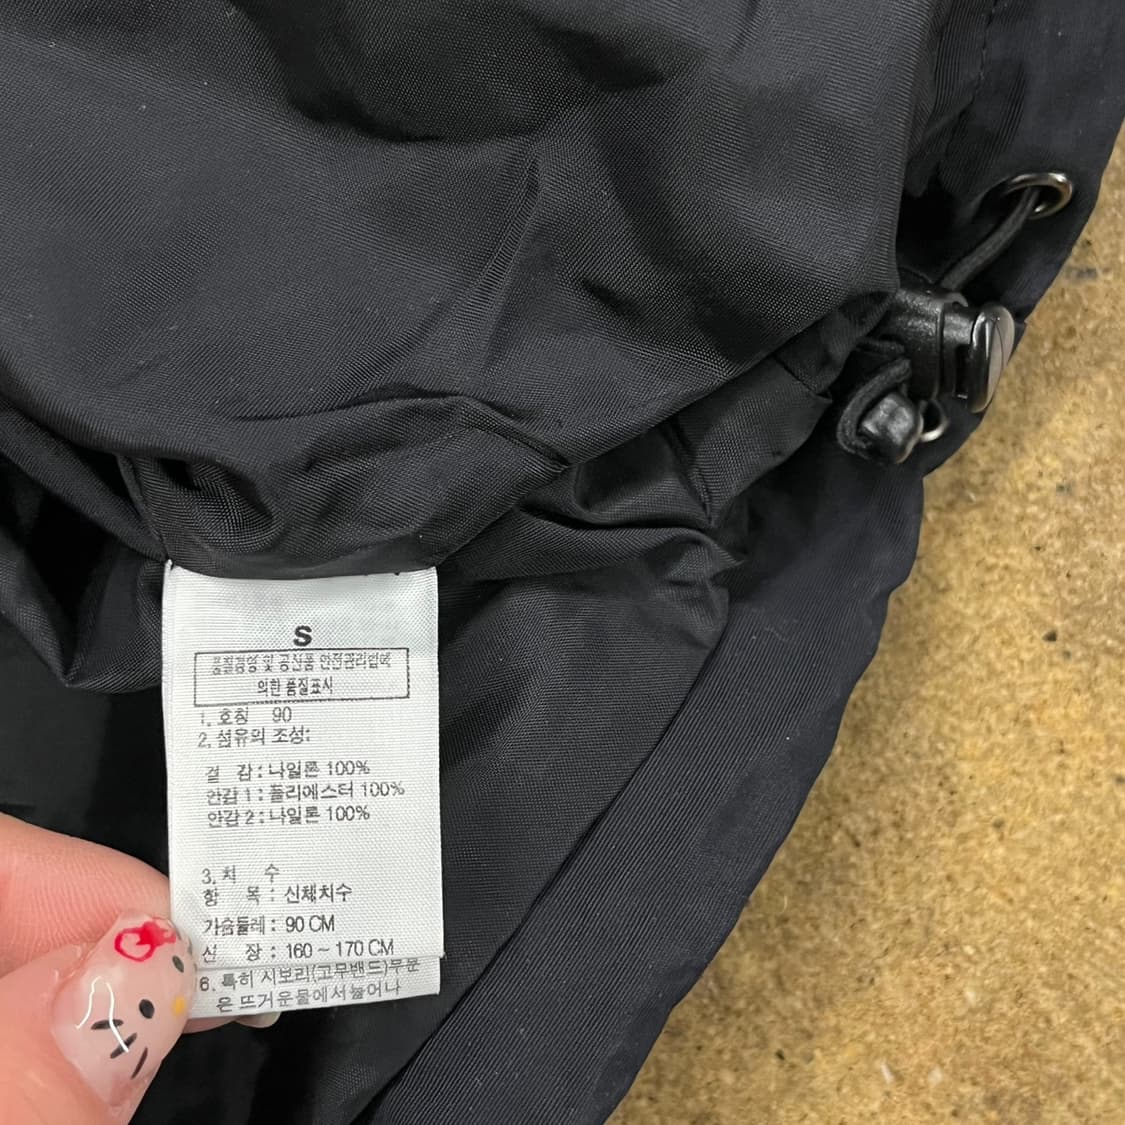 S
품질경영 및 공산품 안전관리법에
의한 품질표시
1. 호칭 90
2. 섬유의 조성:
겉 감 : 나일론 100%
안감 1 : 폴리에스터 100%
안감 2 : 나일론 100%
3. 치 수
항 목 : 신체치수
가슴둘레 : 90 CM
신 장 : 160 ~ 170 CM
6. 특히 시보리(고무밴드)부분
은 뜨거운물에서늘어나